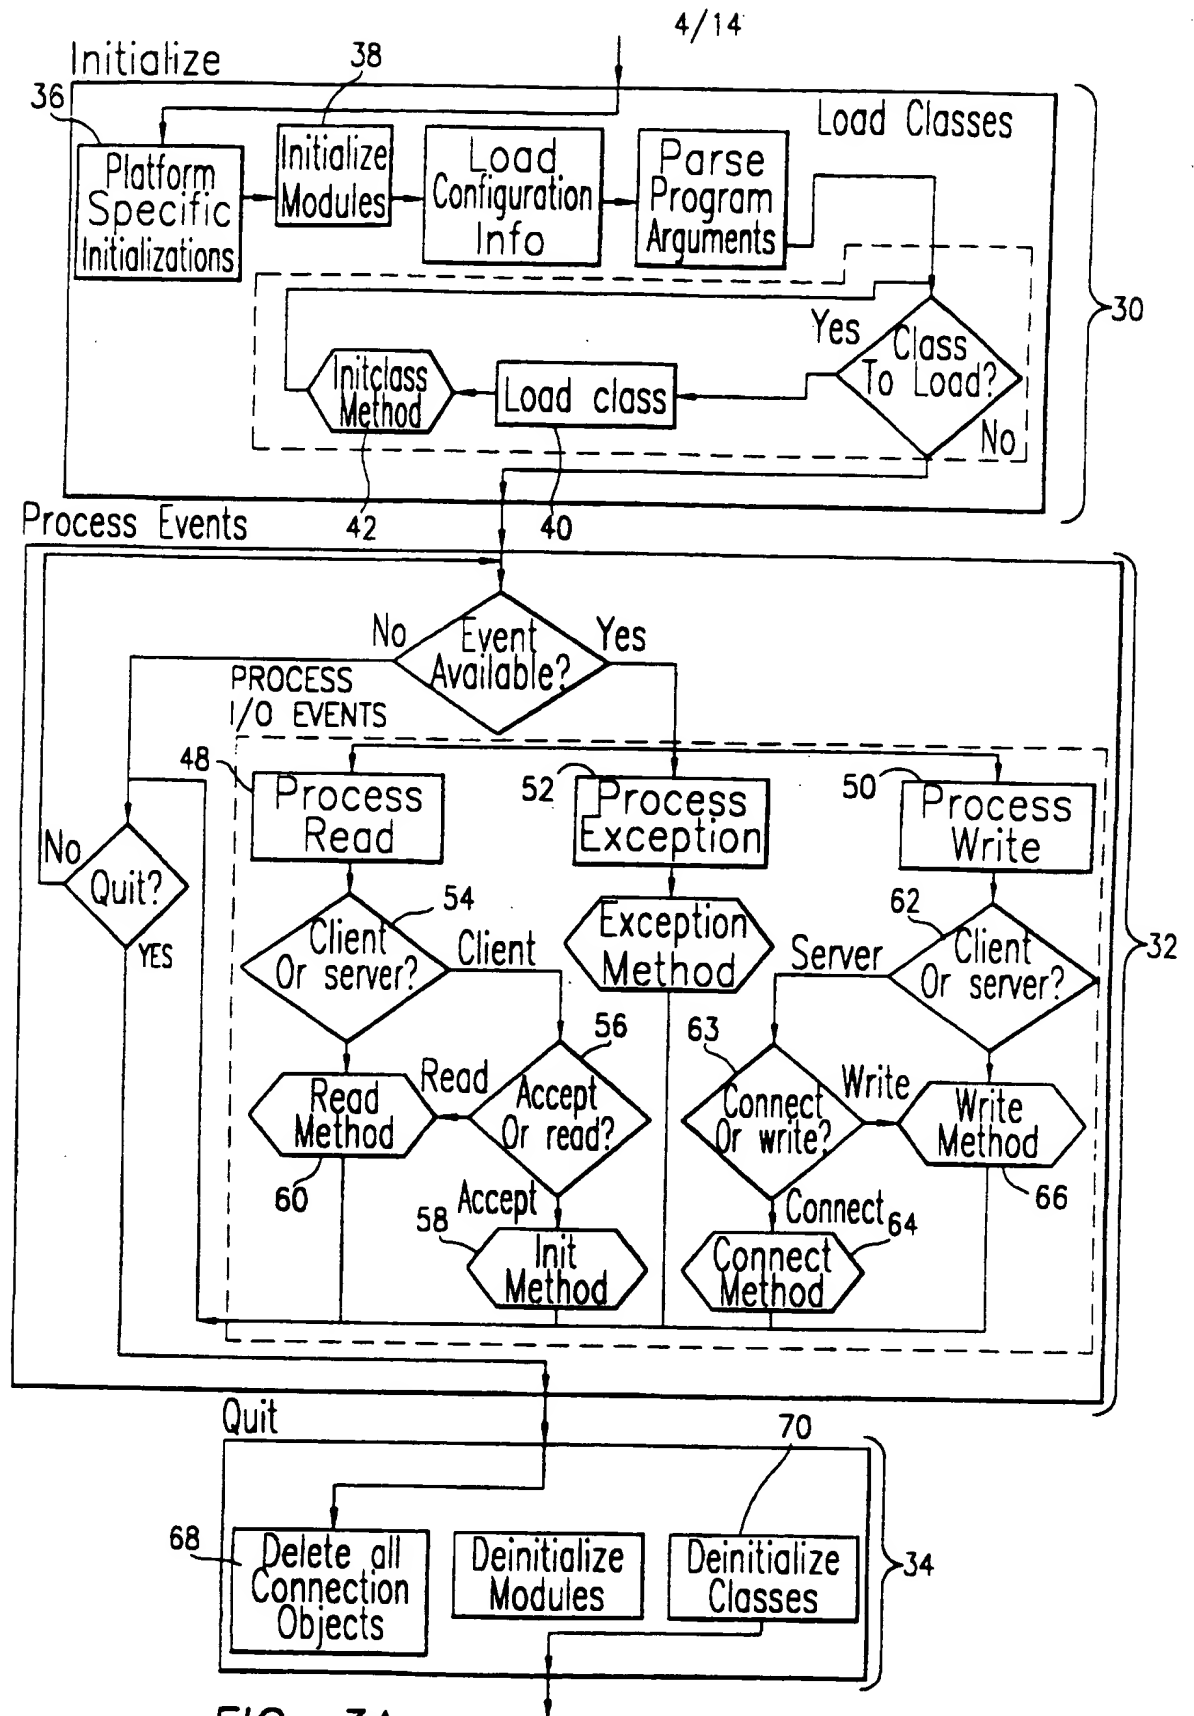 4/14
Initialize
38
36
Load Classes
Platform
Specific
Initializations
Initialize
Modules
Load
Configuration
Info
Parse
Program
Arguments
30
Yes
Class
To Load?
Initclass
Method
Load class
No
42
40
Process Events
No
Event
Available?
Yes
PROCESS
/O EVENTS
48
Process
Read
52
Process
Exception
50
Process
Write
No
Quit?
YES
54
Client
Or server?
Client
Exception
Method
62
Server
Client
Or server?
32
56
63
Read
Method
Read
Accept
Or read?
Connect
Or write?
Write
Write
Method
60
Accept
66
58
Init
Method
Connect
64
Connect
Method
Quit
70
68
Delete all
Connection
Objects
Deinitialize
Modules
Deinitialize
Classes
34